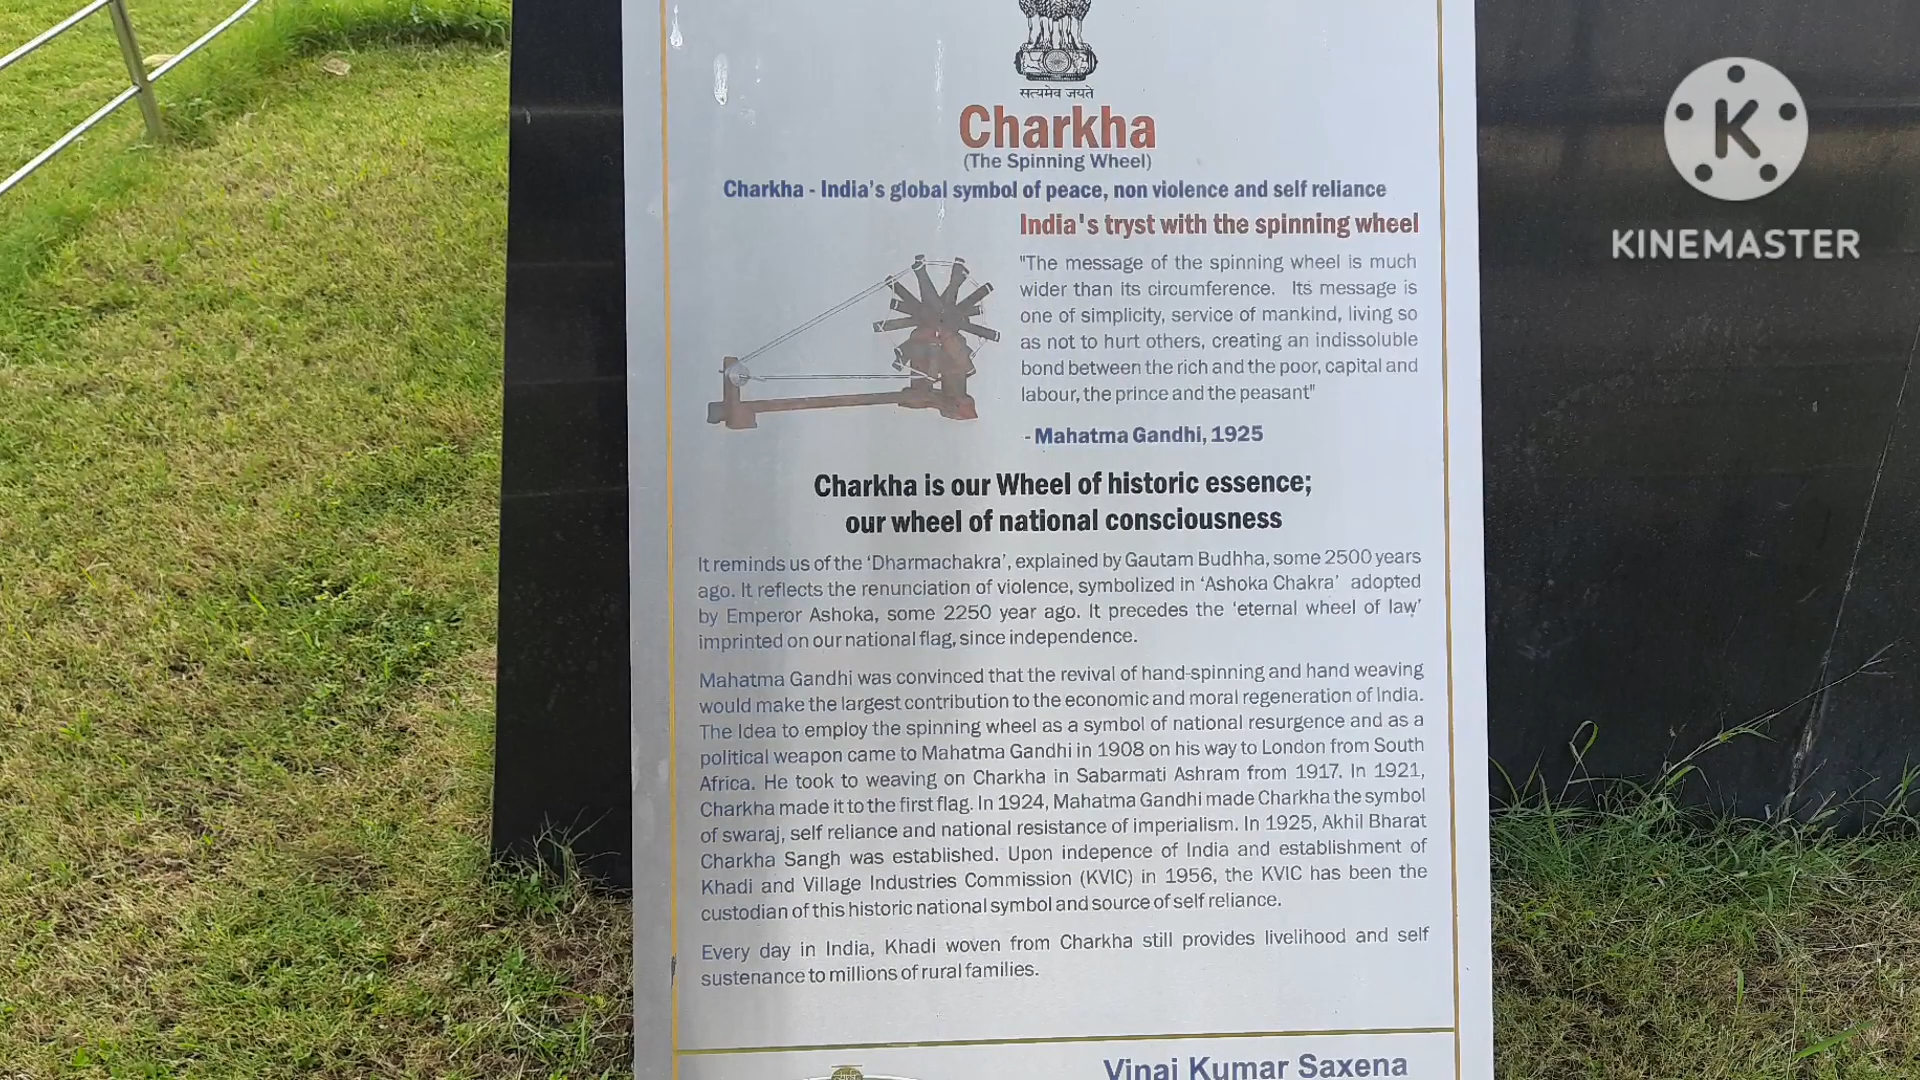 सत्यमेव जयते
Charkha
(The Spinning Wheel)
Charkha - India's global symbol of peace, non violence and self reliance
India's tryst with the spinning wheel
"The message of the spinning wheel is much
wider than its circumference. Its message is
one of simplicity, service of mankind, living so
as not to hurt others, creating an indissoluble
bond between the rich and the poor, capital and
labour, the prince and the peasant"
- Mahatma Gandhi, 1925
Charkha is our Wheel of historic essence;
our wheel of national consciousness
It reminds us of the 'Dharmachakra', explained by Gautam Budhha, some 2500 years
ago. It reflects the renunciation of violence, symbolized in 'Ashoka Chakra' adopted
by Emperor Ashoka, some 2250 year ago. It precedes the 'eternal wheel of law'
imprinted on our national flag, since independence.
Mahatma Gandhi was convinced that the revival of hand-spinning and hand weaving
would make the largest contribution to the economic and moral regeneration of India.
The Idea to employ the spinning wheel as a symbol of national resurgence and as a
political weapon came to Mahatma Gandhi in 1908 on his way to London from South
Africa. He took to weaving on Charkha in Sabarmati Ashram from 1917. In 1921,
Charkha made it to the first flag. In 1924, Mahatma Gandhi made Charkha the symbol
of swaraj, self reliance and national resistance of imperialism. In 1925, Akhil Bharat
Charkha Sangh was established. Upon indepence of India and establishment of
Khadi and Village Industries Commission (KVIC) in 1956, the KVIC has been the
custodian of this historic national symbol and source of self reliance.
Every day in India, Khadi woven from Charkha still provides livelihood and self
sustenance to millions of rural families.
Vinai Kumar Saxena
K
KINEMASTER